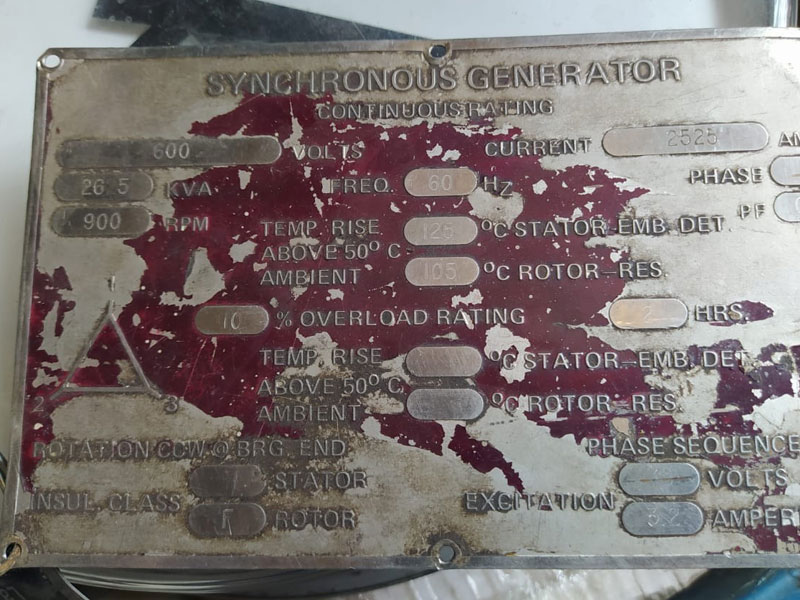 SYNCHRONOUS GENERATOR
CONTINUOUS RATING
600 VOLTS CURRENT 2525
26 5 KVA FREQ. 60 Hz PHASE
900 RPM PF
TEMP. RISE 125 °C STATOR-EMB. DET.
ABOVE 50° C
AMBIENT 105 °C ROTOR-RES.
10 % OVERLOAD RATING 2 HRS.
TEMP. RISE °C STATOR-EMB. DET.
ABOVE 50° C
2 3 AMBIENT °C ROTOR-RES.
ROTATION CCW @ BRG. END PHASE SEQUENCE
STATOR VOLTS
INSUL. CLASS EXCITATION
ROTOR AMPER